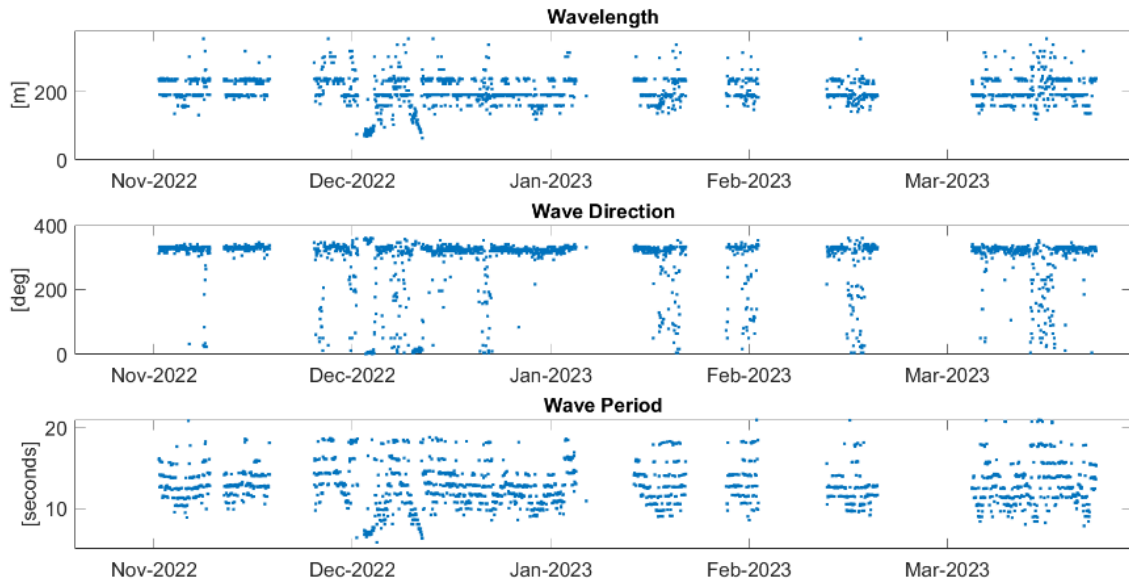 Wavelength
[m]
200
0
Nov-2022 Dec-2022 Jan-2023 Feb-2023 Mar-2023
Wave Direction
[deg]
400
200
0
Nov-2022 Dec-2022 Jan-2023 Feb-2023 Mar-2023
Wave Period
[seconds]
20
10
Nov-2022 Dec-2022 Jan-2023 Feb-2023 Mar-2023